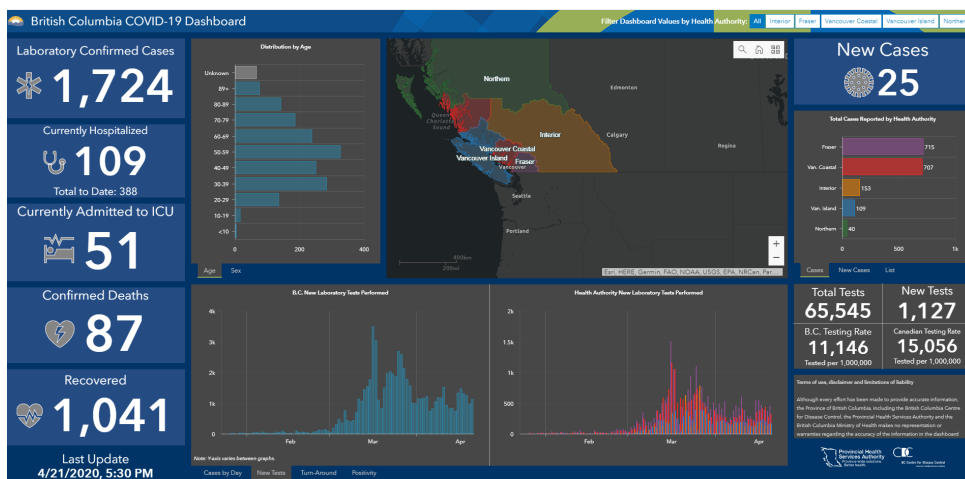 British Columbia COVID-19 Dashboard
Filter Dashboard Values by Health Authority: All Interior Fraser Vancouver Coastal Vancouver Island Norther
Laboratory Confirmed Cases
1,724
Currently Hospitalized
109
Total to Date: 388
Currently Admitted to ICU
51
Confirmed Deaths
87
Recovered
1,041
Last Update
4/21/2020, 5:30 PM
Distribution by Age
Unknown
89+
80-89
70-79
60-69
50-59
40-49
30-39
20-29
10-19
<10
0 200 400
Age Sex
Northern
Edmonton
Queen
Charlotte
Sound
Interior
Calgary
Regina
Vancouver Coastal
Vancouver Island Fraser
Vancouver
Seattle
Portland
+
−
400km
200mi
Esri, HERE, Garmin, FAO, NOAA, USGS, EPA, NRCan, Par...
New Cases
25
Total Cases Reported by Health Authority
Fraser 715
Van. Coastal 707
Interior 153
Van. Island 109
Northern 40
0 500 1k
Cases New Cases List
B.C. New Laboratory Tests Performed
4k
3k
2k
1k
0
Feb Mar Apr
Note: Y-axis varies between graphs.
Cases by Day New Tests Turn-Around Positivity
Health Authority New Laboratory Tests Performed
2k
1.5k
1k
500
0
Feb Mar Apr
Total Tests
65,545
New Tests
1,127
B.C. Testing Rate
11,146
Tested per 1,000,000
Canadian Testing Rate
15,056
Tested per 1,000,000
Terms of use, disclaimer and limitations of liability
Although every effort has been made to provide accurate information,
the Province of British Columbia, including the British Columbia Centre
for Disease Control, the Provincial Health Services Authority and the
British Columbia Ministry of Health makes no representation or
warranties regarding the accuracy of the information in the dashboard
Provincial Health
Services Authority
Province-wide solutions.
Better health.
BC Centre for Disease Control